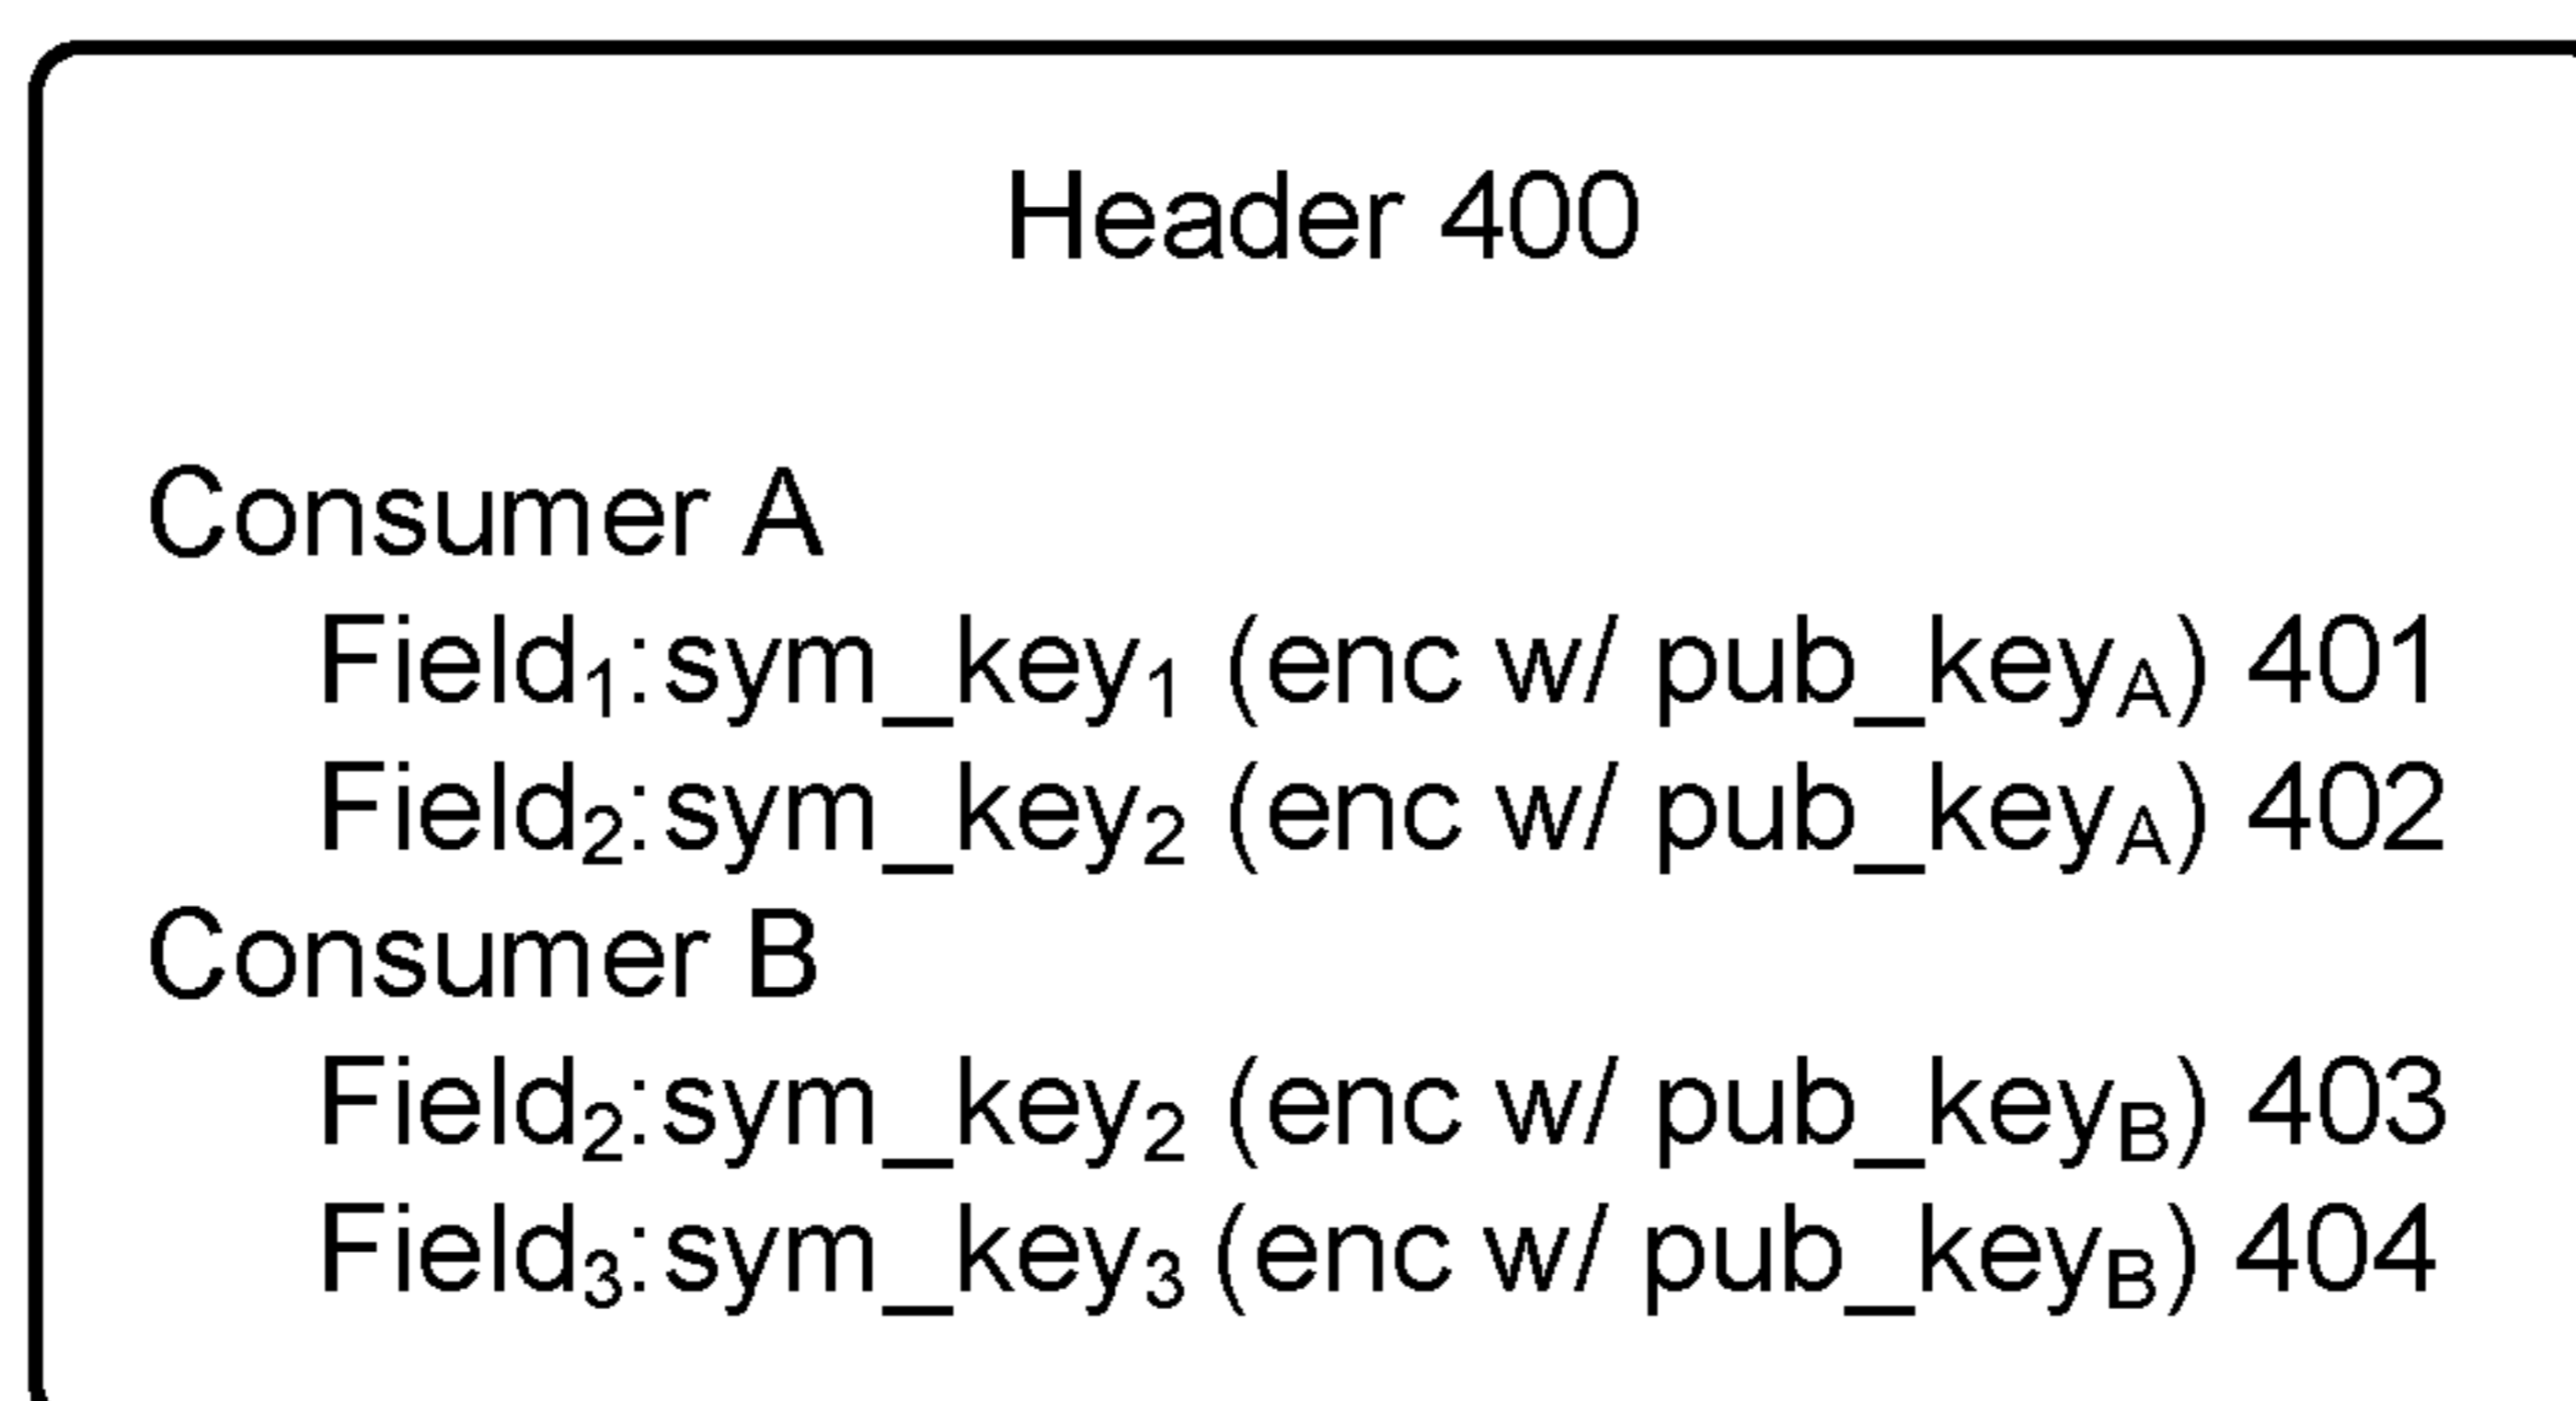 Header 400
Consumer A
Field₁:sym_key₁ (enc w/ pub_keyA) 401
Field₂:sym_key₂ (enc w/ pub_keyA) 402
Consumer B
Field₂:sym_key₂ (enc w/ pub_keyB) 403
Field₃:sym_key₃ (enc w/ pub_keyB) 404